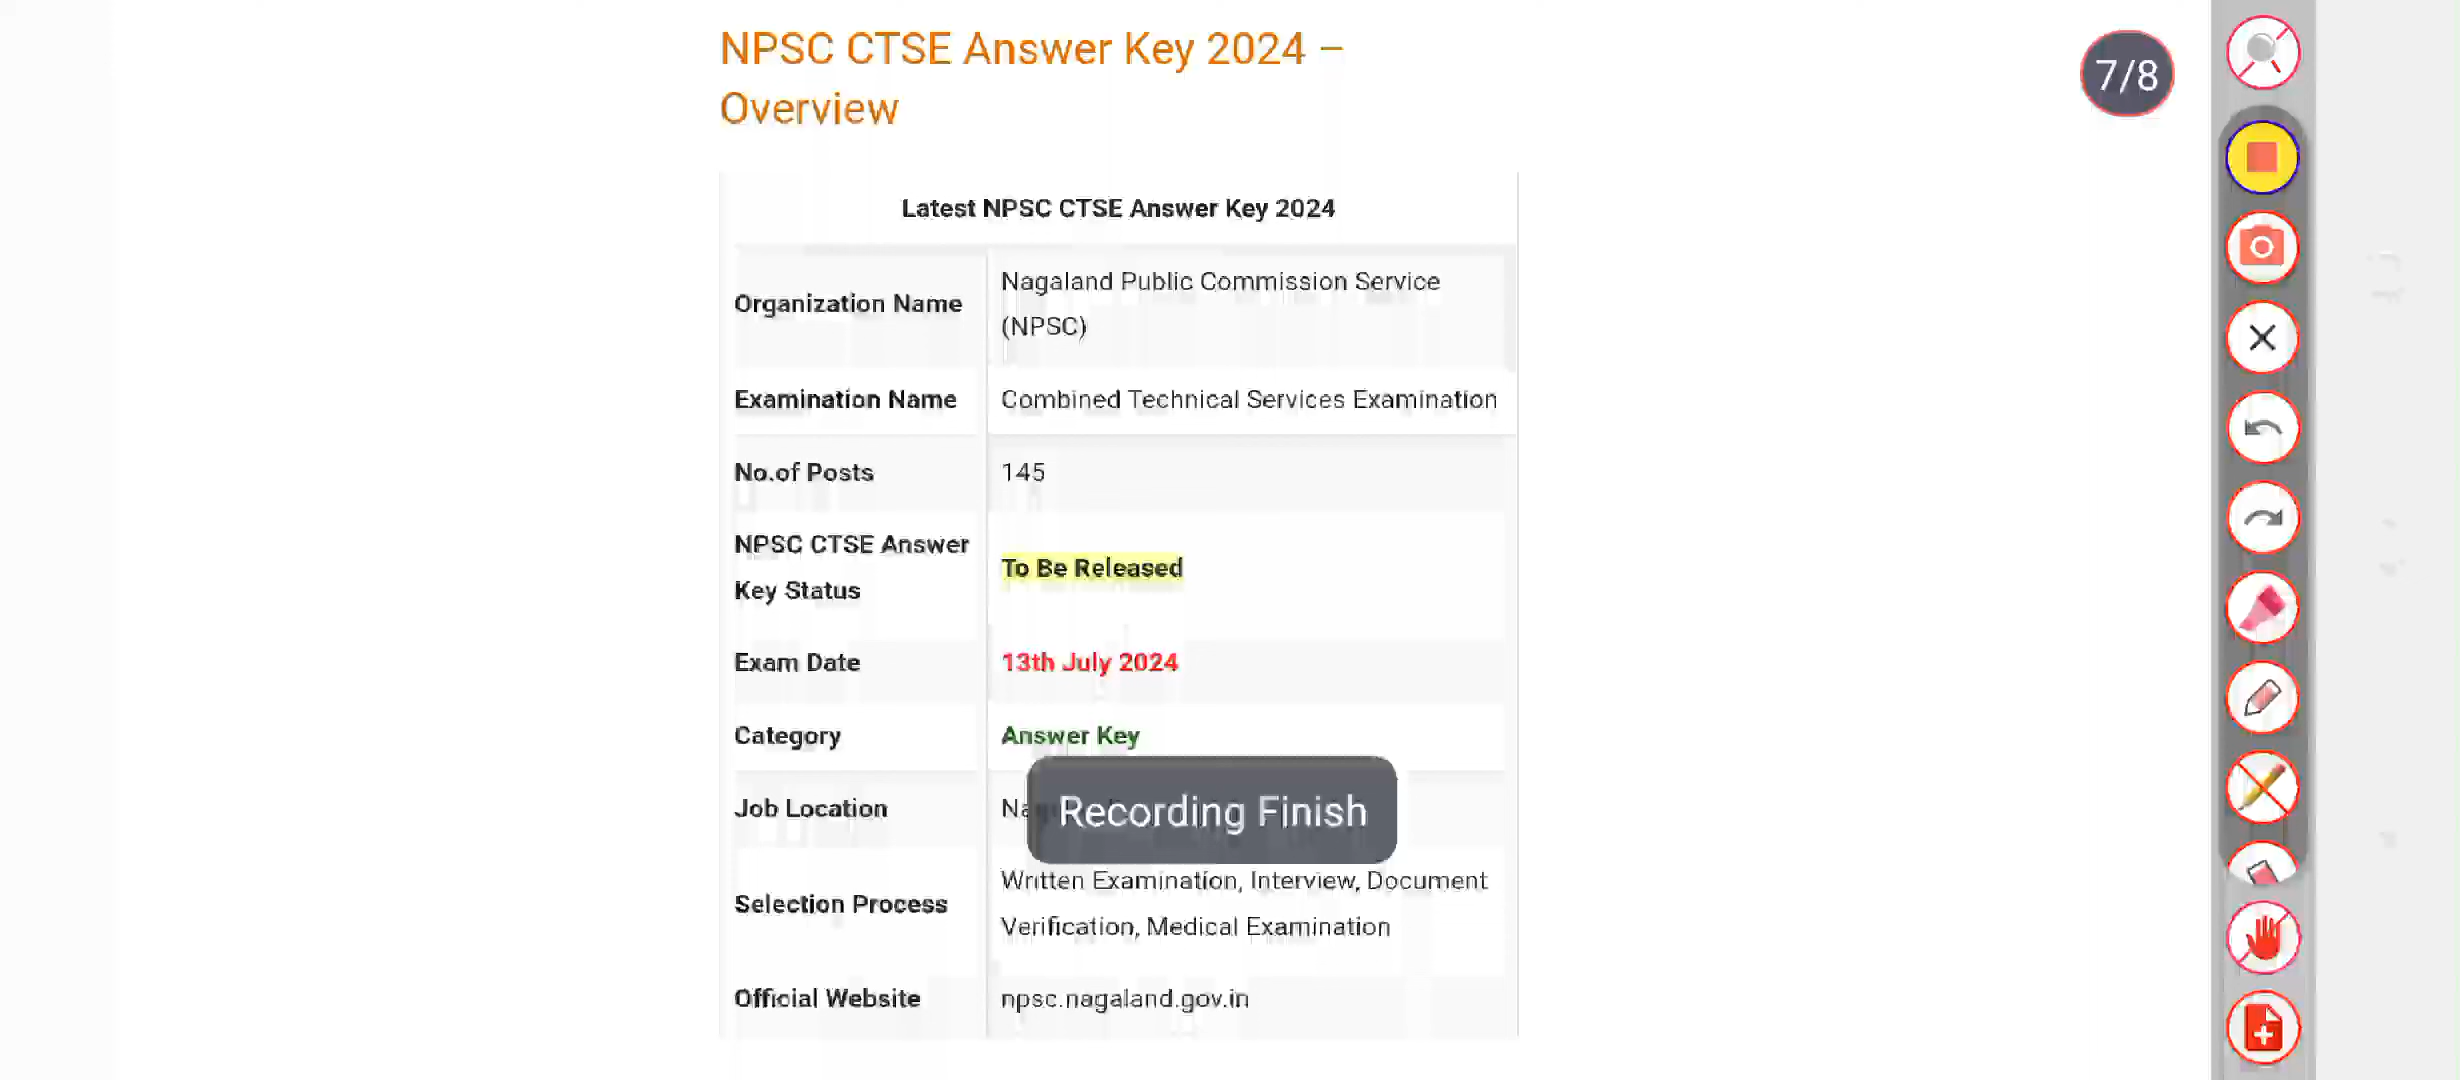 NPSC CTSE Answer Key 2024 –
Overview
7/8
Latest NPSC CTSE Answer Key 2024
Organization Name
Nagaland Public Commission Service
(NPSC)
Examination Name
Combined Technical Services Examination
No.of Posts
145
NPSC CTSE Answer
Key Status
To Be Released
Exam Date
13th July 2024
Category
Answer Key
Job Location
Recording Finish
Selection Process
Written Examination, Interview, Document
Verification, Medical Examination
Official Website
npsc.nagaland.gov.in